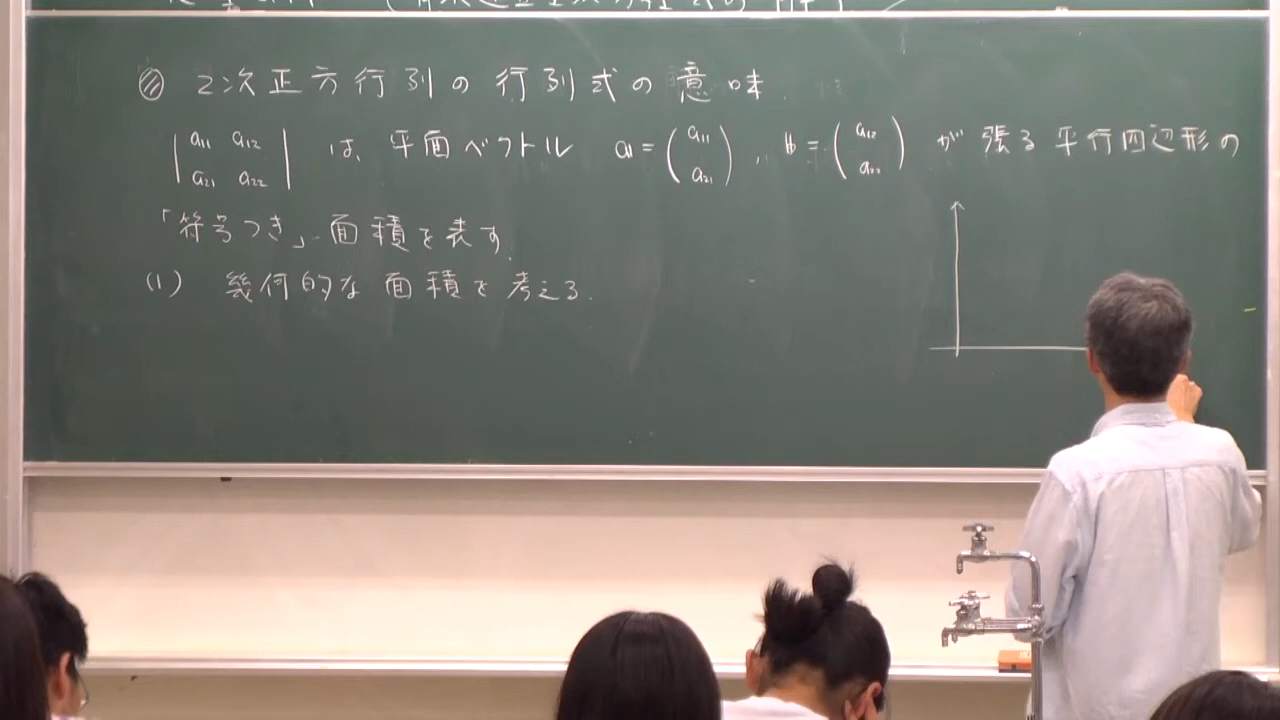 ◎ 2次正方行列の行列式の意味
| a₁₁ a₁₂ | は、平面ベクトル 𝕒 = ( a₁₁ ) , 𝕓 = ( a₁₂ ) が張る平行四辺形の
| a₂₁ a₂₂ | ( a₂₁ ) ( a₂₂ )
「符号つき」面積を表す.
(1) 幾何的な面積を考える.